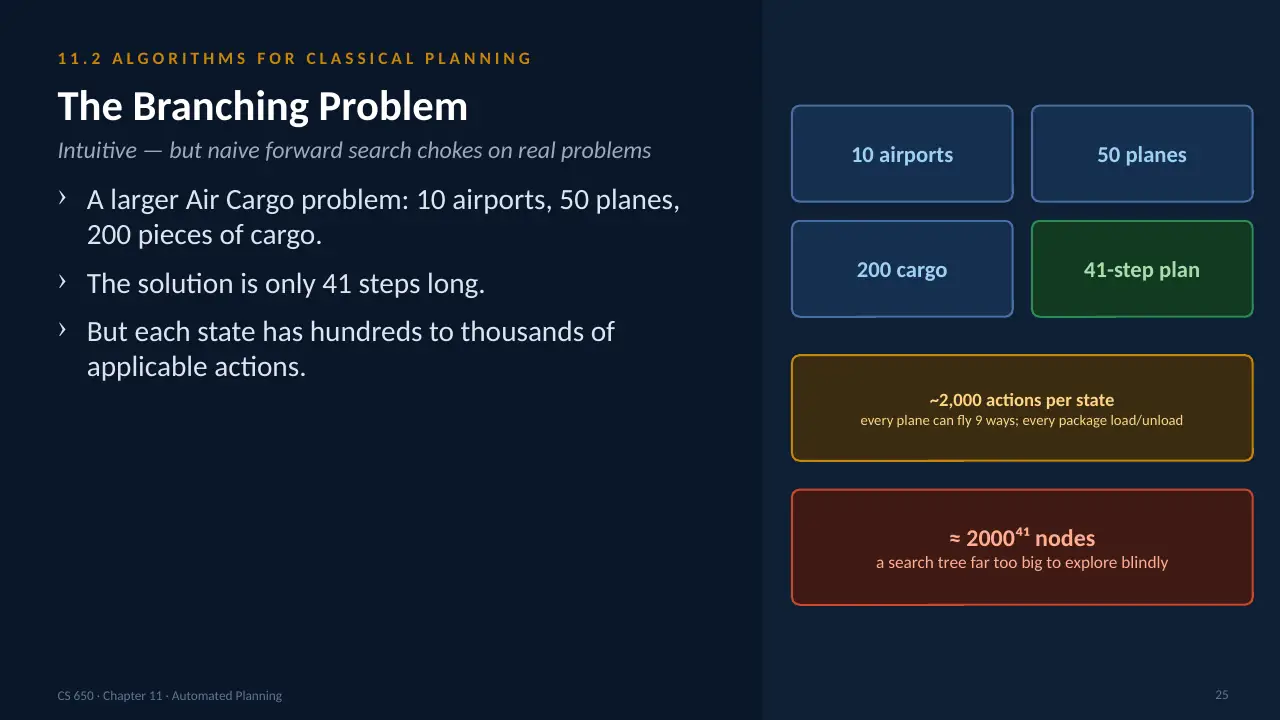 11.2 ALGORITHMS FOR CLASSICAL PLANNING
The Branching Problem
Intuitive — but naive forward search chokes on real problems
› A larger Air Cargo problem: 10 airports, 50 planes,
200 pieces of cargo.
› The solution is only 41 steps long.
› But each state has hundreds to thousands of
applicable actions.
10 airports
50 planes
200 cargo
41-step plan
~2,000 actions per state
every plane can fly 9 ways; every package load/unload
≈ 2000⁴¹ nodes
a search tree far too big to explore blindly
CS 650 · Chapter 11 · Automated Planning
25